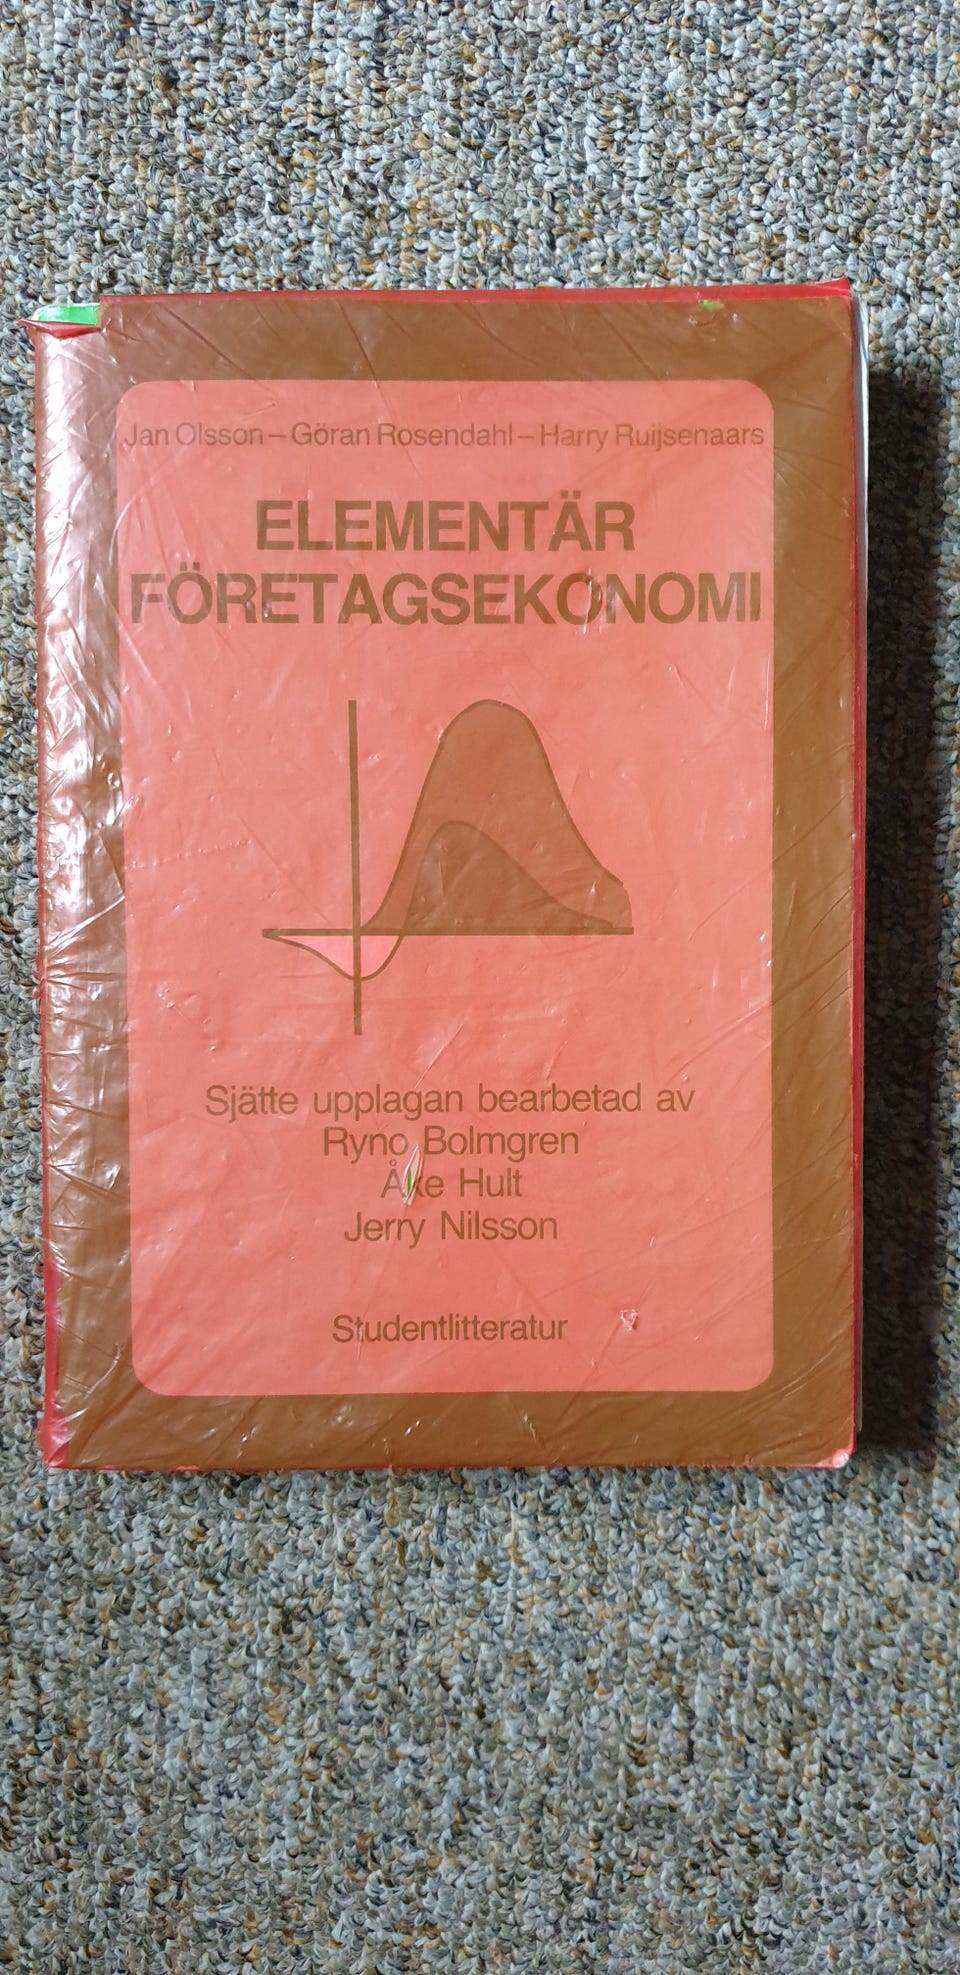 Jan Olsson – Göran Rosendahl – Harry Ruijsenaars
ELEMENTÄR
FÖRETAGSEKONOMI
Sjätte upplagan bearbetad av
Ryno Bolmgren
Åke Hult
Jerry Nilsson
Studentlitteratur